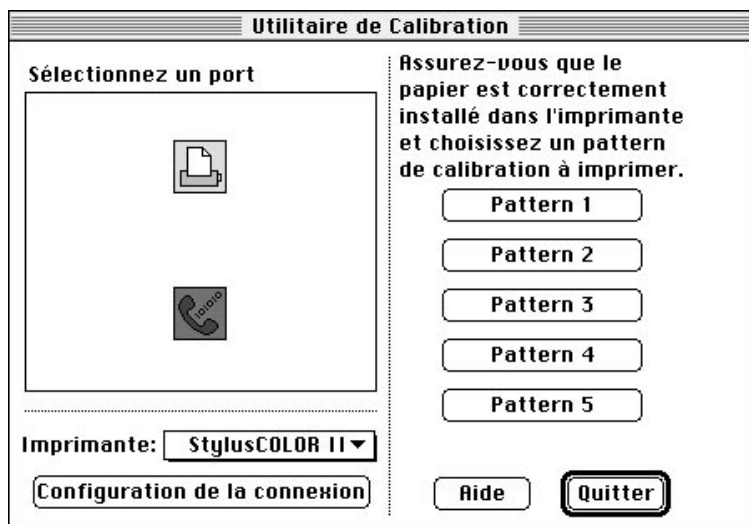 Utilitaire de Calibration
Sélectionnez un port
Imprimante: StylusCOLOR II
Configuration de la connexion
Assurez-vous que le
papier est correctement
installé dans l'imprimante
et choisissez un pattern
de calibration à imprimer.
Pattern 1
Pattern 2
Pattern 3
Pattern 4
Pattern 5
Aide
Quitter